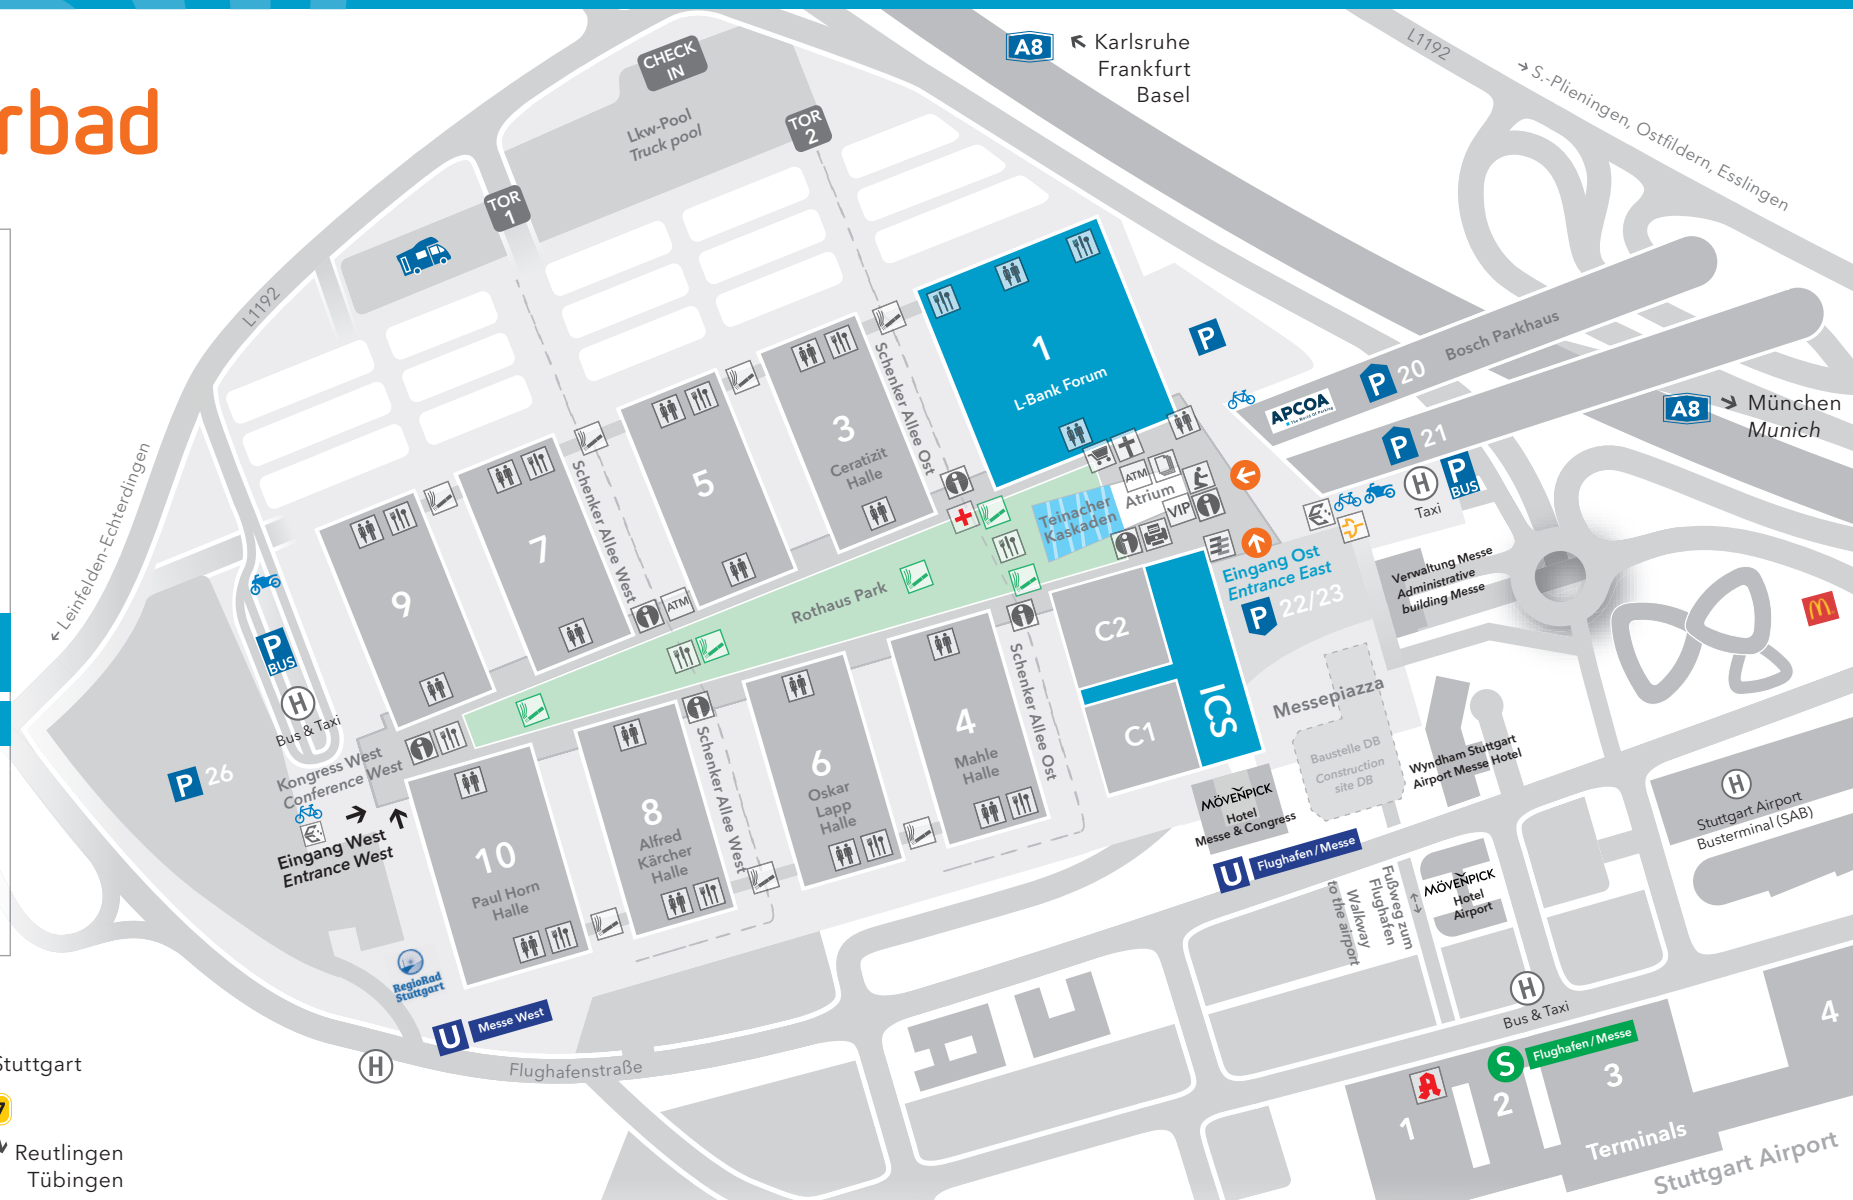 rbad
CHECK
IN
Lkw-Pool
Truck pool
TOR
1
TOR
2
A8
Karlsruhe
Frankfurt
Basel
L1192
S.-Plieningen, Ostfildern, Esslingen
L1192
Leinfelden-Echterdingen
1
L-Bank Forum
3
Ceratizit
Halle
5
7
9
Schenker Allee Ost
Schenker Allee West
P
Bosch Parkhaus
P 20
APCOA
P 21
A8
München
Munich
H
Taxi
P
BUS
ATM
Atrium
VIP
Teinacher
Kaskaden
Rothaus Park
ATM
Eingang Ost
Entrance East
P 22/23
Verwaltung Messe
Administrative
building Messe
C2
C1
ICS
Messepiazza
Baustelle DB
Construction
site DB
Wyndham Stuttgart
Airport Messe Hotel
MÖVENPICK
Hotel
Messe & Congress
U Flughafen/Messe
4
Mahle
Halle
6
Oskar
Lapp
Halle
8
Alfred
Kärcher
Halle
10
Paul Horn
Halle
Schenker Allee Ost
Schenker Allee West
P
BUS
H
Bus & Taxi
P 26
Kongress West
Conference West
Eingang West
Entrance West
RegioRad
Stuttgart
U Messe West
H
Flughafenstraße
Fußweg zum
Flughafen
Walkway
to the airport
MÖVENPICK
Hotel
Airport
H
Stuttgart Airport
Busterminal (SAB)
H
Bus & Taxi
S Flughafen/Messe
1
2
3
4
Terminals
Stuttgart Airport
Stuttgart
7
Reutlingen
Tübingen